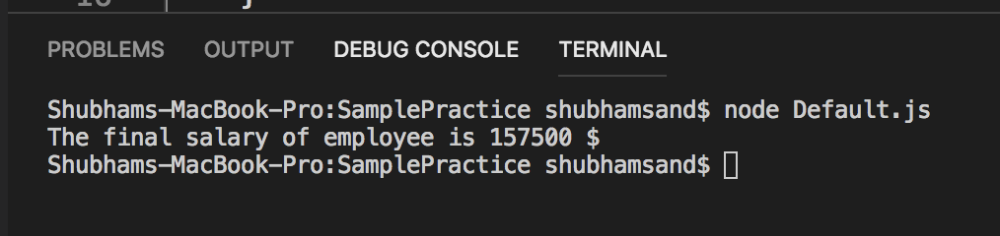 PROBLEMS OUTPUT DEBUG CONSOLE TERMINAL
Shubhams-MacBook-Pro:SamplePractice shubhamsand$ node Default.js
The final salary of employee is 157500 $
Shubhams-MacBook-Pro:SamplePractice shubhamsand$